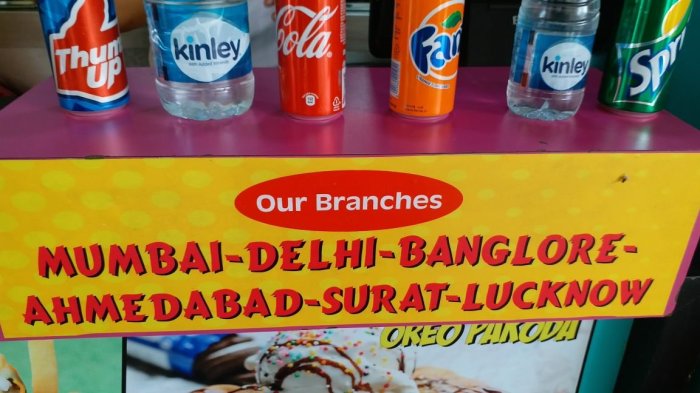 Thums Up
kinley
Coca-Cola
Fanta
kinley
Sprite
Our Branches
MUMBAI-DELHI-BANGLORE-
AHMEDABAD-SURAT-LUCKNOW
OREO PAKODA